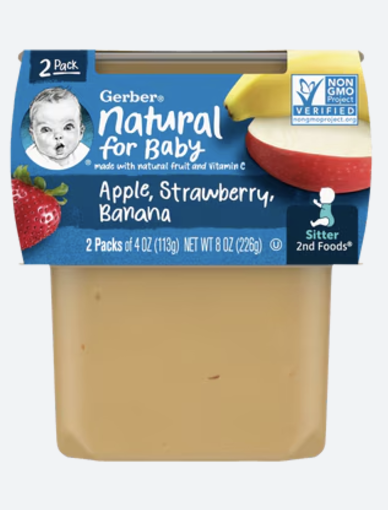 2 Pack
Gerber®
Natural
for Baby
® made with natural fruit and Vitamin C
Apple, Strawberry,
Banana
2 Packs of 4 OZ (113g) NET WT 8 OZ (226g) U
NON
GMO
Project
VERIFIED
nongmoproject.org
Sitter
2nd Foods®